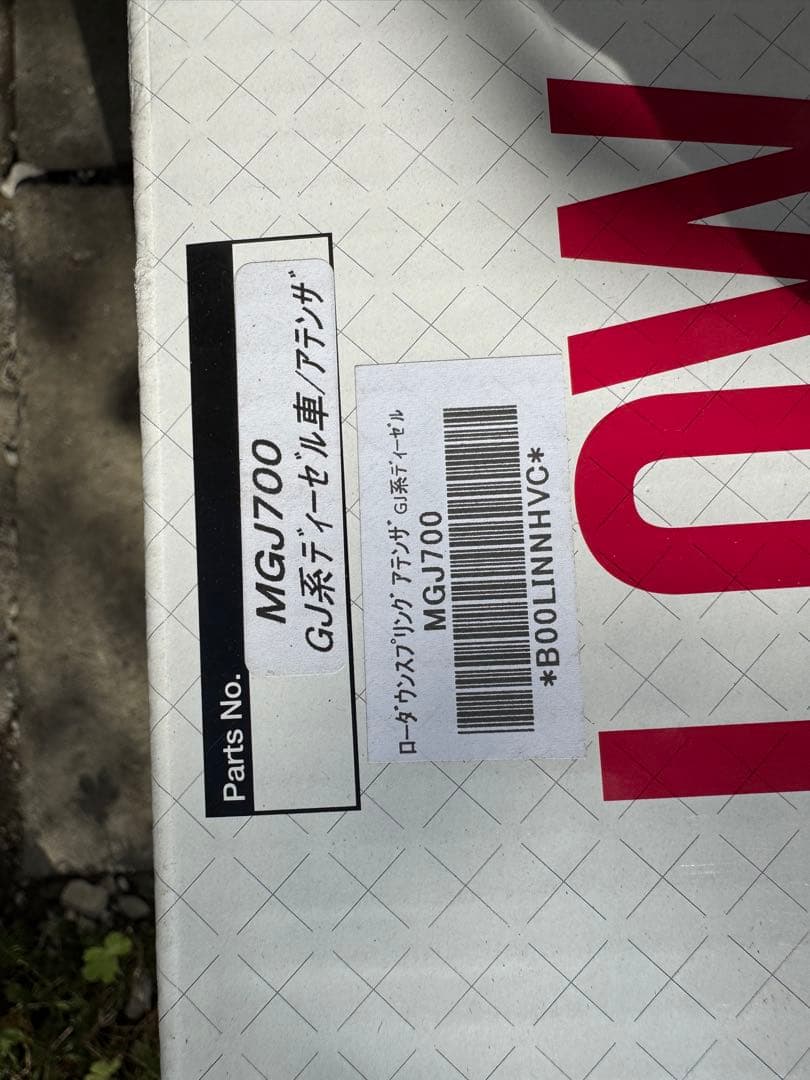 Parts No.
MGJ700
GJ系ディーゼル車/アテンザ
ローダウンスプリング アテンザ GJ系ディーゼル
MGJ700
*B00LINNHVC*
LOW